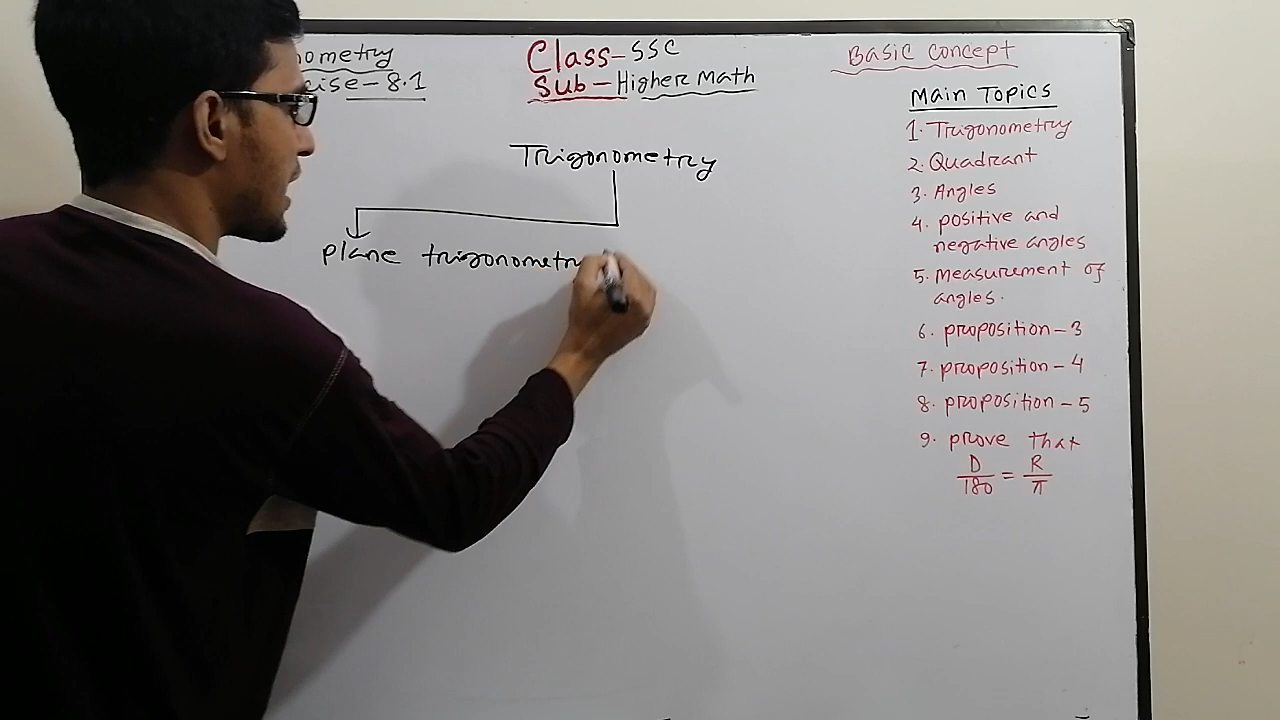 nometry
cise-8.1
Class-SSC
Sub-Higher Math
Basic Concept
Main Topics
1. Trigonometry
2. Quadrant
3. Angles
4. positive and
negative angles
5. measurement of
angles.
6. proposition-3
7. proposition-4
8. proposition-5
9. prove that
D/180 = R/π
Trigonometry
plane trigonometry